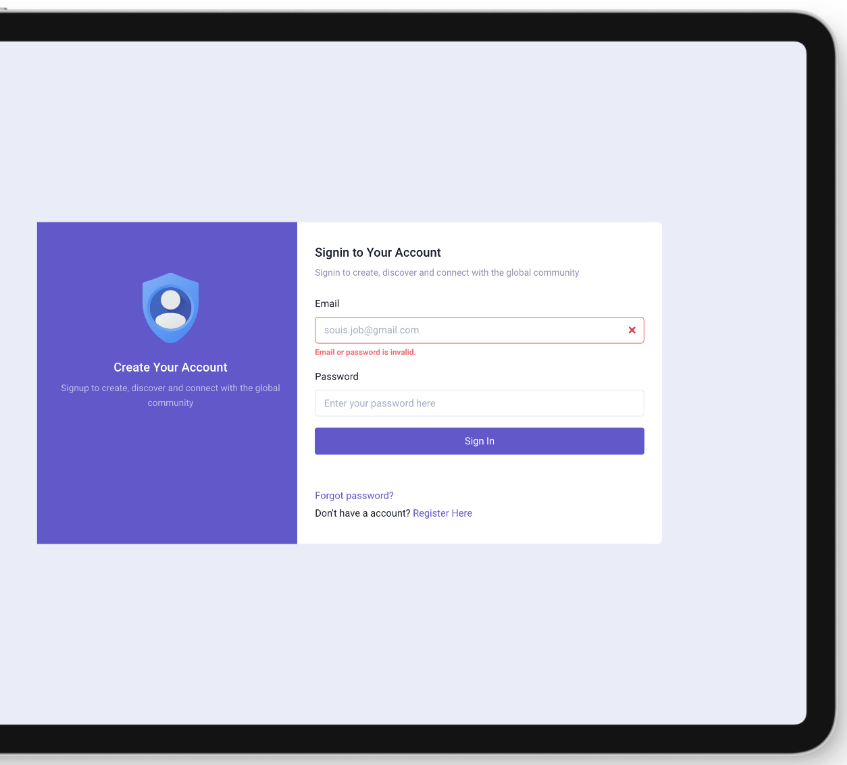 Create Your Account
Signup to create, discover and connect with the global
community
Signin to Your Account
Signin to create, discover and connect with the global community
Email
souis.job@gmail.com
Email or password is invalid.
Password
Enter your password here
Sign In
Forgot password?
Don't have a account? Register Here